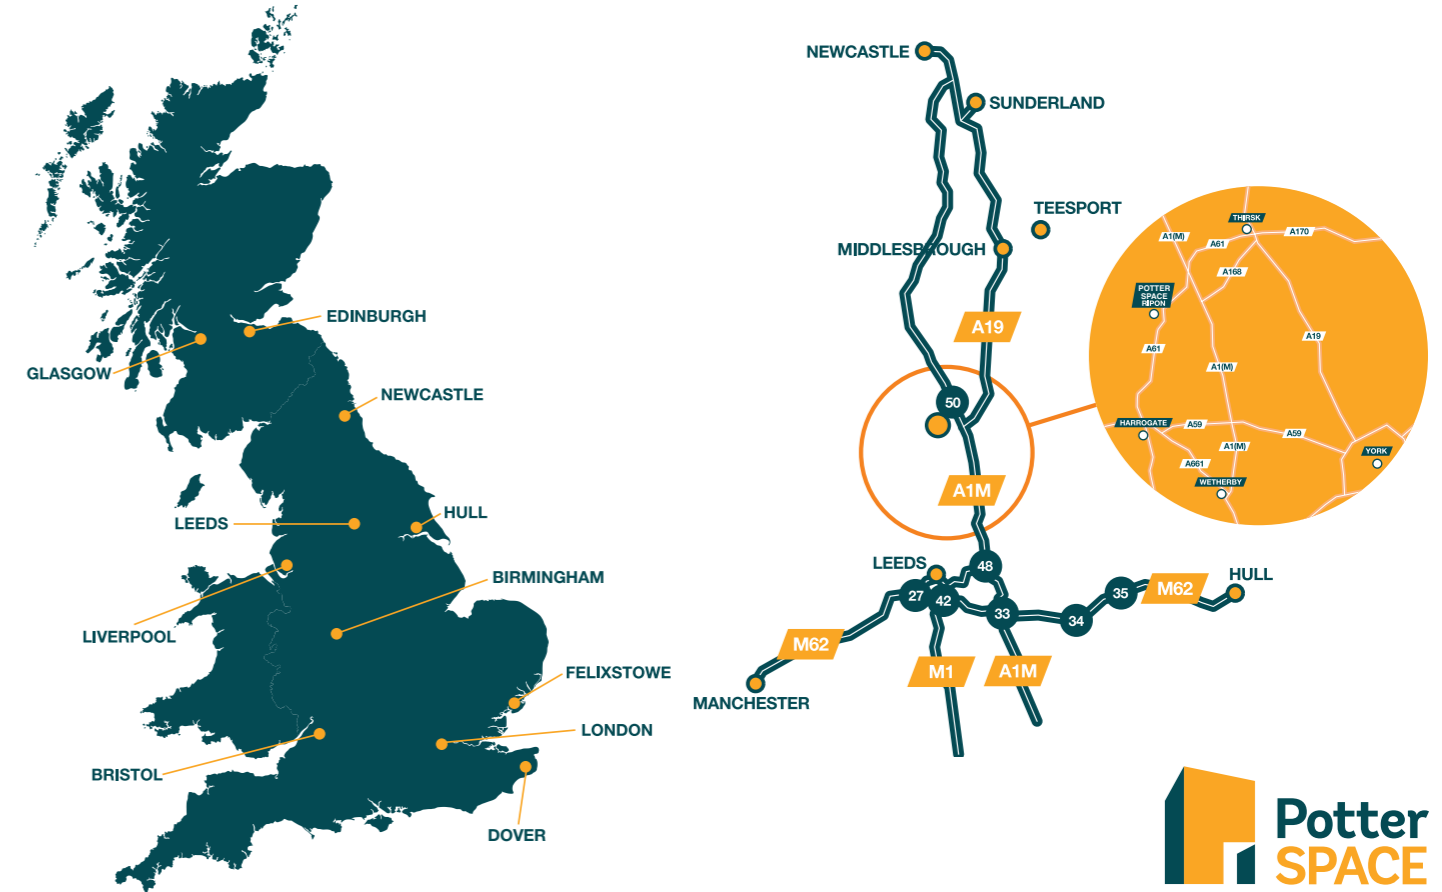 EDINBURGH
GLASGOW
NEWCASTLE
LEEDS
HULL
BIRMINGHAM
LIVERPOOL
FELIXSTOWE
LONDON
BRISTOL
DOVER
NEWCASTLE
SUNDERLAND
TEESPORT
MIDDLESBROUGH
A19
50
A1M
LEEDS
48
27
42
33
34
35
M62
HULL
M62
M1
A1M
MANCHESTER
THIRSK
A1(M)
A61
A170
A168
POTTER
SPACE
RIPON
A61
A19
A1(M)
HARROGATE
A59
A59
A1(M)
A661
YORK
WETHERBY
Potter
SPACE